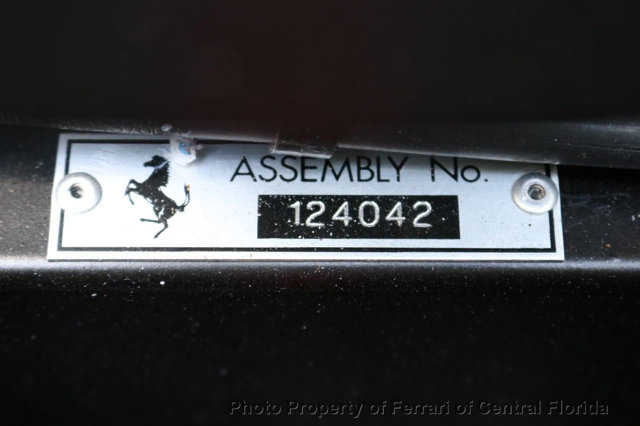 ASSEMBLY No.
124042
Photo Property of Ferrari of Central Florida